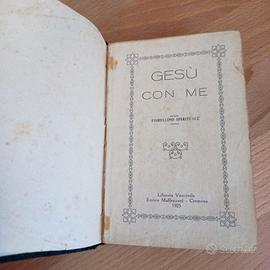 GESÙ
CON ME
FIORELLINO SPIRITUALE
Libreria Vescovile
Enrico Maffezzoni - Cremona
1925